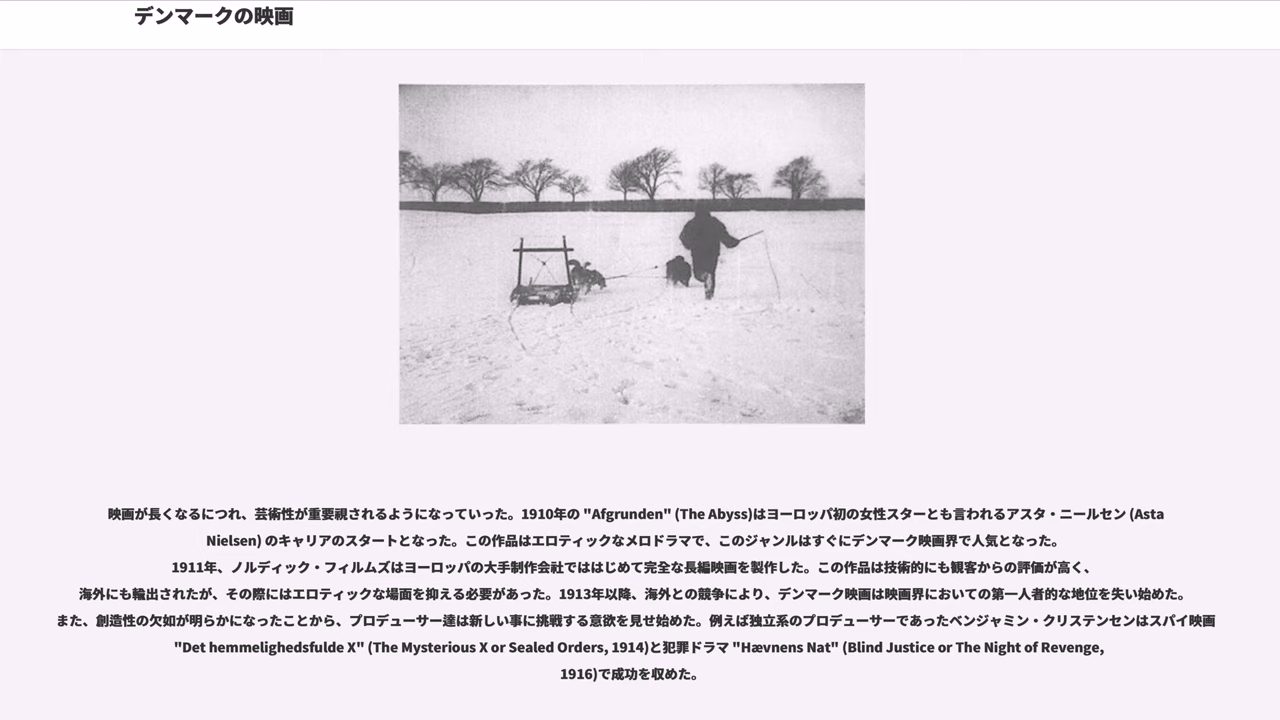 デンマークの映画
映画が長くなるにつれ、芸術性が重要視されるようになっていった。1910年の "Afgrunden" (The Abyss)はヨーロッパ初の女性スターとも言われるアスタ・ニールセン (Asta
Nielsen) のキャリアのスタートとなった。この作品はエロティックなメロドラマで、このジャンルはすぐにデンマーク映画界で人気となった。
1911年、ノルディック・フィルムズはヨーロッパの大手制作会社でははじめて完全な長編映画を製作した。この作品は技術的にも観客からの評価が高く、
海外にも輸出されたが、その際にはエロティックな場面を抑える必要があった。1913年以降、海外との競争により、デンマーク映画は映画界においての第一人者的な地位を失い始めた。
また、創造性の欠如が明らかになったことから、プロデューサー達は新しい事に挑戦する意欲を見せ始めた。例えば独立系のプロデューサーであったベンジャミン・クリステンセンはスパイ映画
"Det hemmelighedsfulde X" (The Mysterious X or Sealed Orders, 1914)と犯罪ドラマ "Hævnens Nat" (Blind Justice or The Night of Revenge,
1916)で成功を収めた。